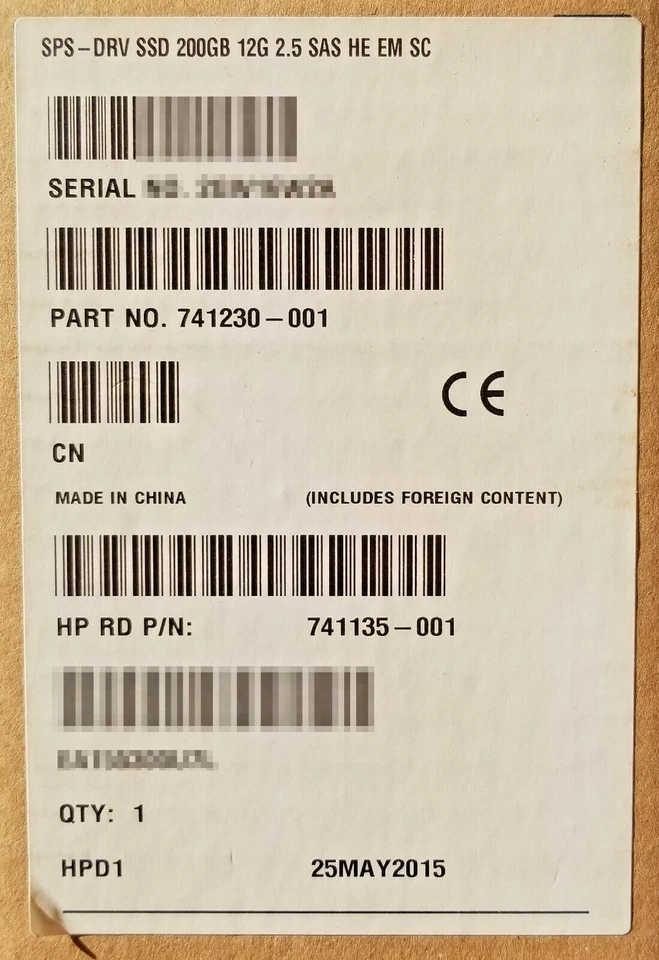 SPS-DRV SSD 200GB 12G 2.5 SAS HE EM SC
SERIAL
PART NO. 741230-001
CE
CN
MADE IN CHINA (INCLUDES FOREIGN CONTENT)
HP RD P/N: 741135-001
QTY: 1
HPD1 25MAY2015